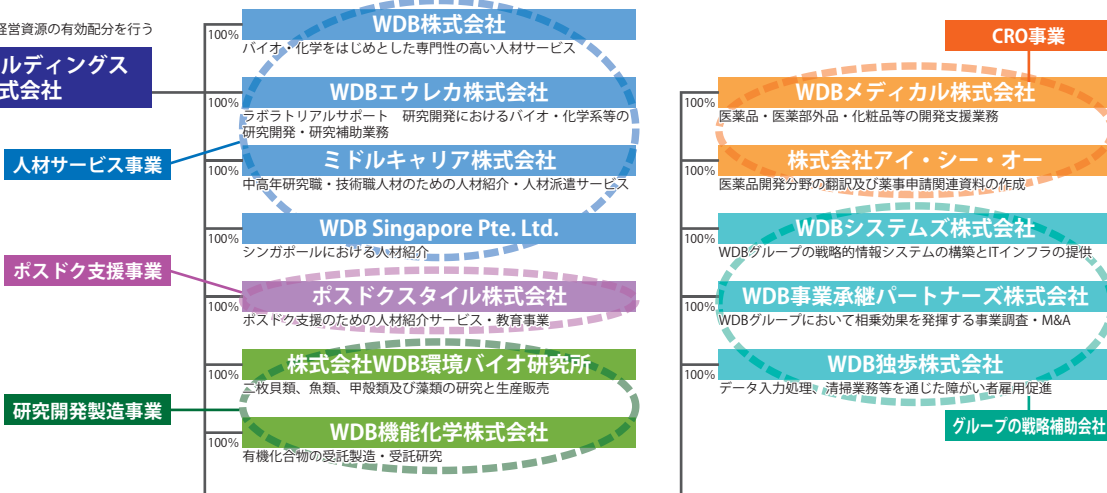 経営資源の有効配分を行う
ルディングス
式会社
人材サービス事業
ポスドク支援事業
研究開発製造事業
100%
WDB株式会社
バイオ・化学をはじめとした専門性の高い人材サービス
100%
WDBエウレカ株式会社
ラボラトリアルサポート　研究開発におけるバイオ・化学系等の
研究開発・研究補助業務
100%
ミドルキャリア株式会社
中高年研究職・技術職人材のための人材紹介・人材派遣サービス
100%
WDB Singapore Pte. Ltd.
シンガポールにおける人材紹介
100%
ポスドクスタイル株式会社
ポスドク支援のための人材紹介サービス・教育事業
100%
株式会社WDB環境バイオ研究所
二枚貝類、魚類、甲殻類及び藻類の研究と生産販売
100%
WDB機能化学株式会社
有機化合物の受託製造・受託研究
CRO事業
100%
WDBメディカル株式会社
医薬品・医薬部外品・化粧品等の開発支援業務
100%
株式会社アイ・シー・オー
医薬品開発分野の翻訳及び薬事申請関連資料の作成
100%
WDBシステムズ株式会社
WDBグループの戦略的情報システムの構築とITインフラの提供
100%
WDB事業承継パートナーズ株式会社
WDBグループにおいて相乗効果を発揮する事業調査・M&A
100%
WDB独歩株式会社
データ入力処理、清掃業務等を通じた障がい者雇用促進
グループの戦略補助会社